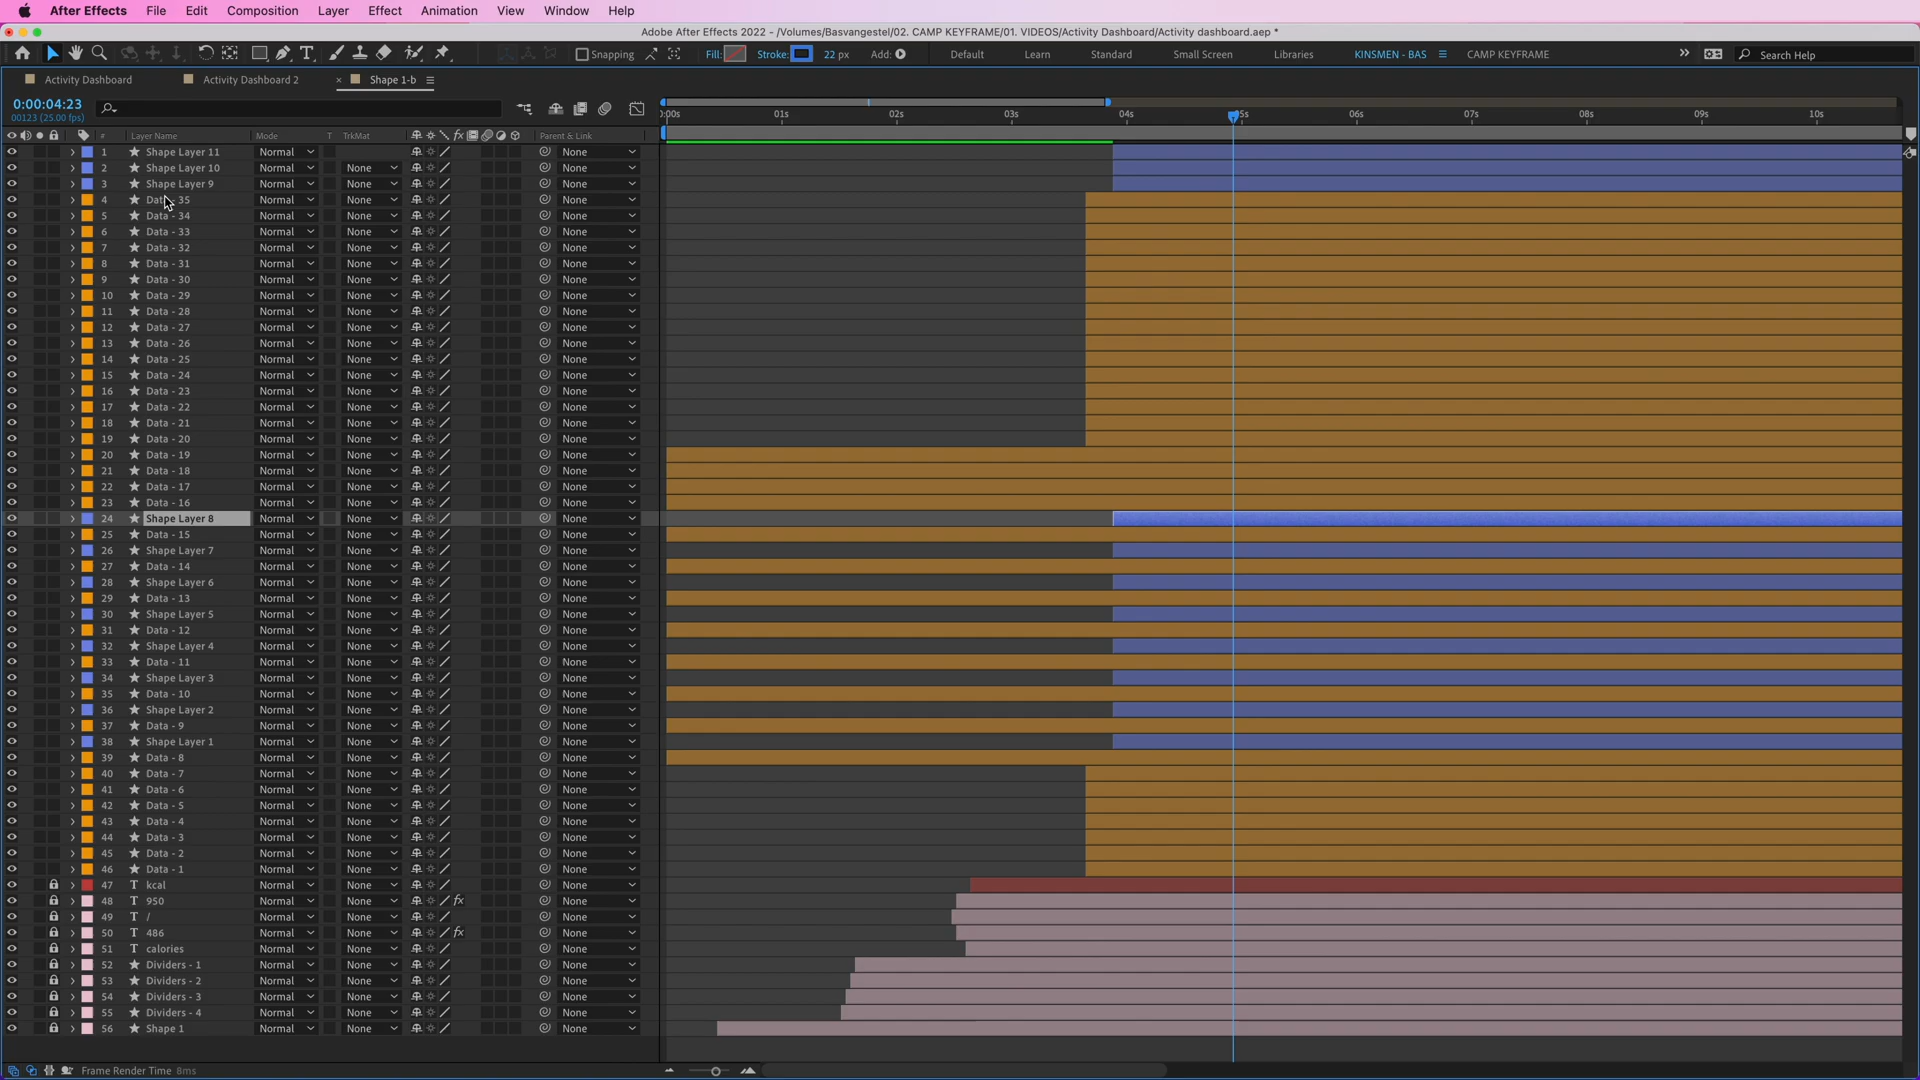 After Effects File Edit Composition Layer Effect Animation View Window Help
Adobe After Effects 2022 - /Volumes/Basvangestel/02. CAMP KEYFRAME/01. VIDEOS/Activity Dashboard/Activity dashboard.aep *
Snapping Fill: Stroke: 22 px Add: Default Learn Standard Small Screen Libraries KINSMEN - BAS CAMP KEYFRAME Search Help
Activity Dashboard Activity Dashboard 2 Shape 1-b
0:00:04:23
00123 (25.00 fps)
:00s 01s 02s 03s 04s 05s 06s 07s 08s 09s 10s
# Layer Name Mode T TrkMat fx Parent & Link
1 Shape Layer 11 Normal None
2 Shape Layer 10 Normal None None
3 Shape Layer 9 Normal None None
4 Data - 35 Normal None None
5 Data - 34 Normal None None
6 Data - 33 Normal None None
7 Data - 32 Normal None None
8 Data - 31 Normal None None
9 Data - 30 Normal None None
10 Data - 29 Normal None None
11 Data - 28 Normal None None
12 Data - 27 Normal None None
13 Data - 26 Normal None None
14 Data - 25 Normal None None
15 Data - 24 Normal None None
16 Data - 23 Normal None None
17 Data - 22 Normal None None
18 Data - 21 Normal None None
19 Data - 20 Normal None None
20 Data - 19 Normal None None
21 Data - 18 Normal None None
22 Data - 17 Normal None None
23 Data - 16 Normal None None
24 Shape Layer 8 Normal None None
25 Data - 15 Normal None None
26 Shape Layer 7 Normal None None
27 Data - 14 Normal None None
28 Shape Layer 6 Normal None None
29 Data - 13 Normal None None
30 Shape Layer 5 Normal None None
31 Data - 12 Normal None None
32 Shape Layer 4 Normal None None
33 Data - 11 Normal None None
34 Shape Layer 3 Normal None None
35 Data - 10 Normal None None
36 Shape Layer 2 Normal None None
37 Data - 9 Normal None None
38 Shape Layer 1 Normal None None
39 Data - 8 Normal None None
40 Data - 7 Normal None None
41 Data - 6 Normal None None
42 Data - 5 Normal None None
43 Data - 4 Normal None None
44 Data - 3 Normal None None
45 Data - 2 Normal None None
46 Data - 1 Normal None None
47 T kcal Normal None None
48 T 950 Normal None fx None
49 T / Normal None None
50 T 486 Normal None fx None
51 T calories Normal None None
52 Dividers - 1 Normal None None
53 Dividers - 2 Normal None None
54 Dividers - 3 Normal None None
55 Dividers - 4 Normal None None
56 Shape 1 Normal None None
Frame Render Time 8ms